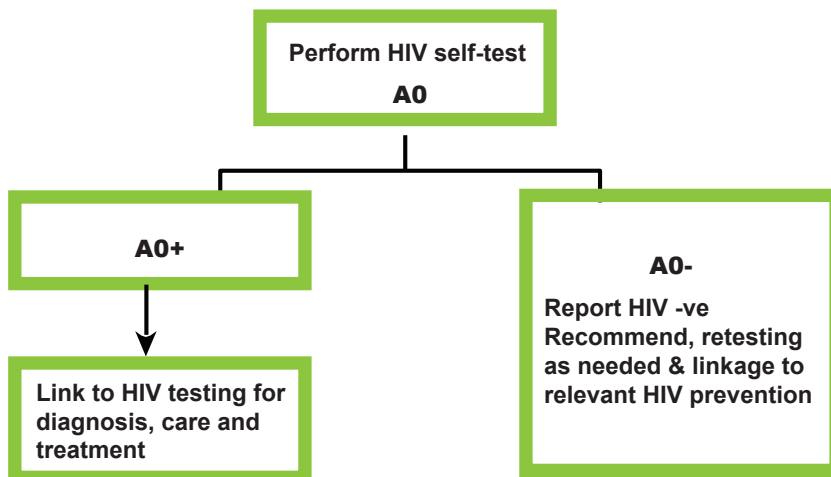 Perform HIV self-test
A0
A0+
Link to HIV testing for
diagnosis, care and
treatment
A0-
Report HIV -ve
Recommend, retesting
as needed & linkage to
relevant HIV prevention